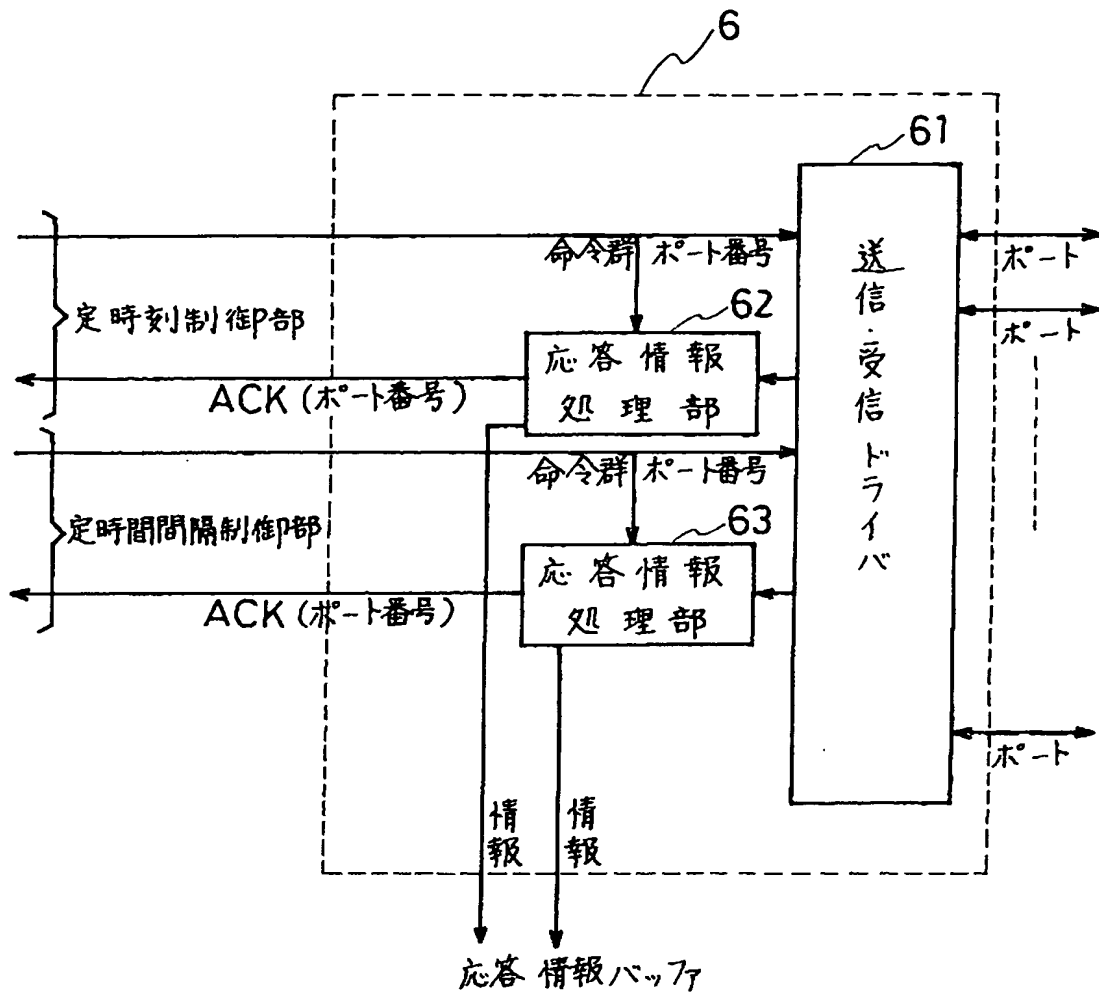 6
61
命令群 ポート番号
ポート
送信・受信ドライバ
ポート
定時刻制御部
62
応答情報
処理部
ACK (ポート番号)
命令群 ポート番号
定時間間隔制御部
63
応答情報
処理部
ACK (ポート番号)
ポート
情報
情報
応答情報バッファ